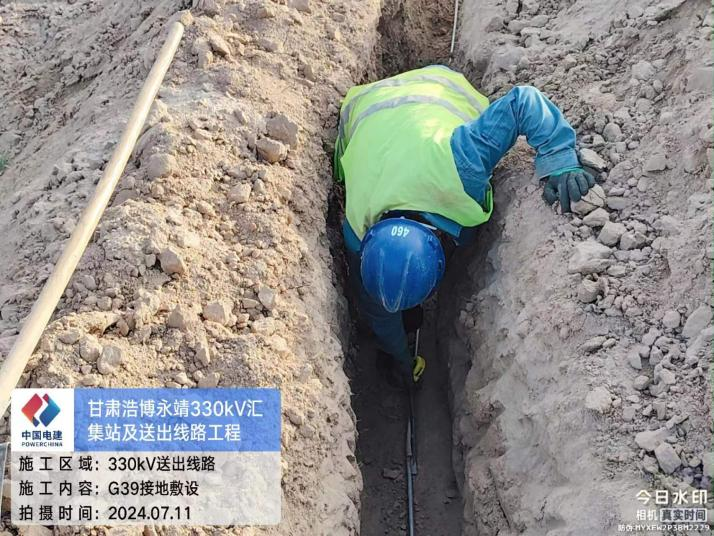 460
中国电建
POWERCHINA
甘肃浩博永靖330kV汇
集站及送出线路工程
施工区域：330kV送出线路
施工内容：G39接地敷设
拍摄时间：2024.07.11
今日水印
相机 真实时间
防伪 MYXEW2P38M2229